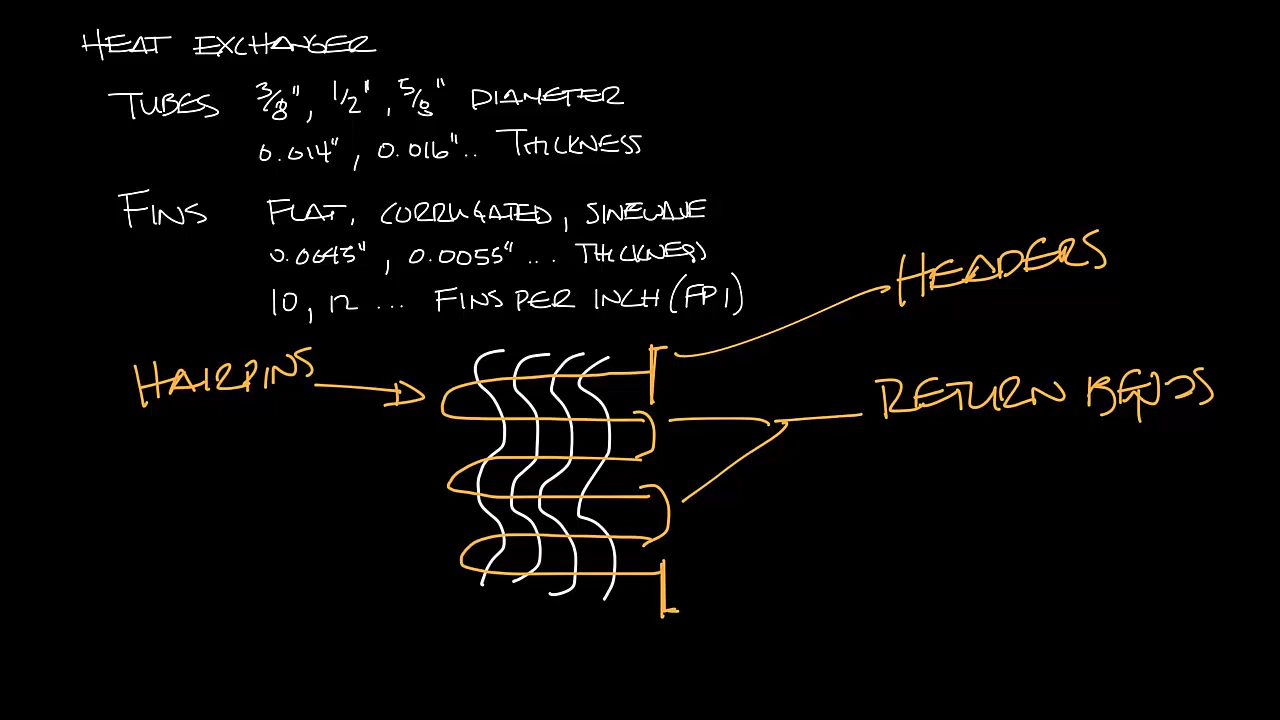 HEAT EXCHANGER
TUBES 3/8", 1/2", 5/8" DIAMETER
0.014", 0.016".. THICKNESS
FINS FLAT, CORRUGATED, SINEWAVE
0.0045", 0.0055" ... THICKNESS
10, 12 ... FINS PER INCH (FPI)
HEADERS
HAIRPINS
RETURN BENDS